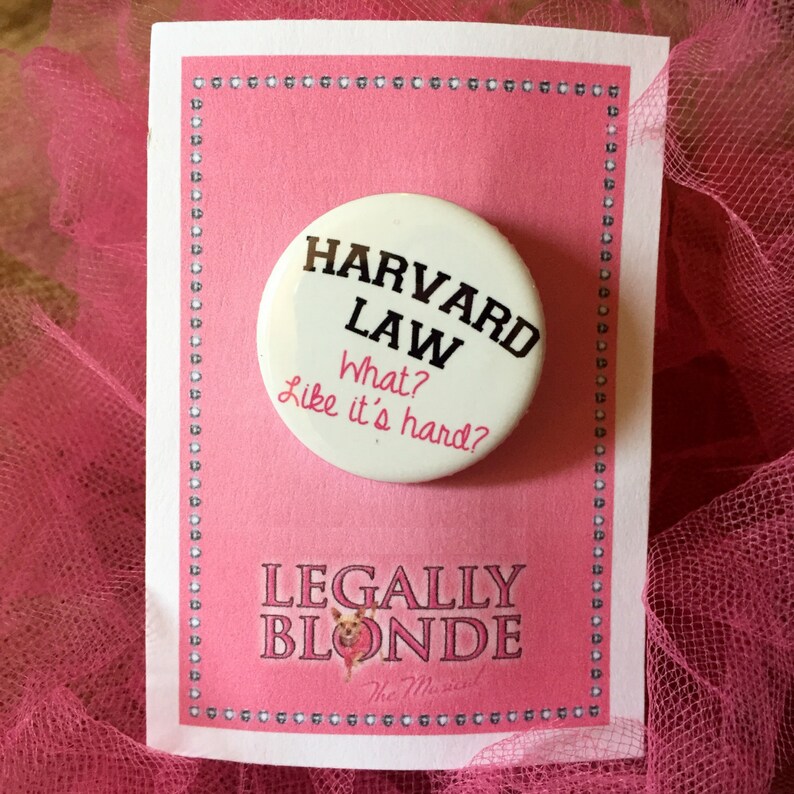 HARVARD
LAW
What?
Like it's hard?
LEGALLY
BLONDE
The Musical